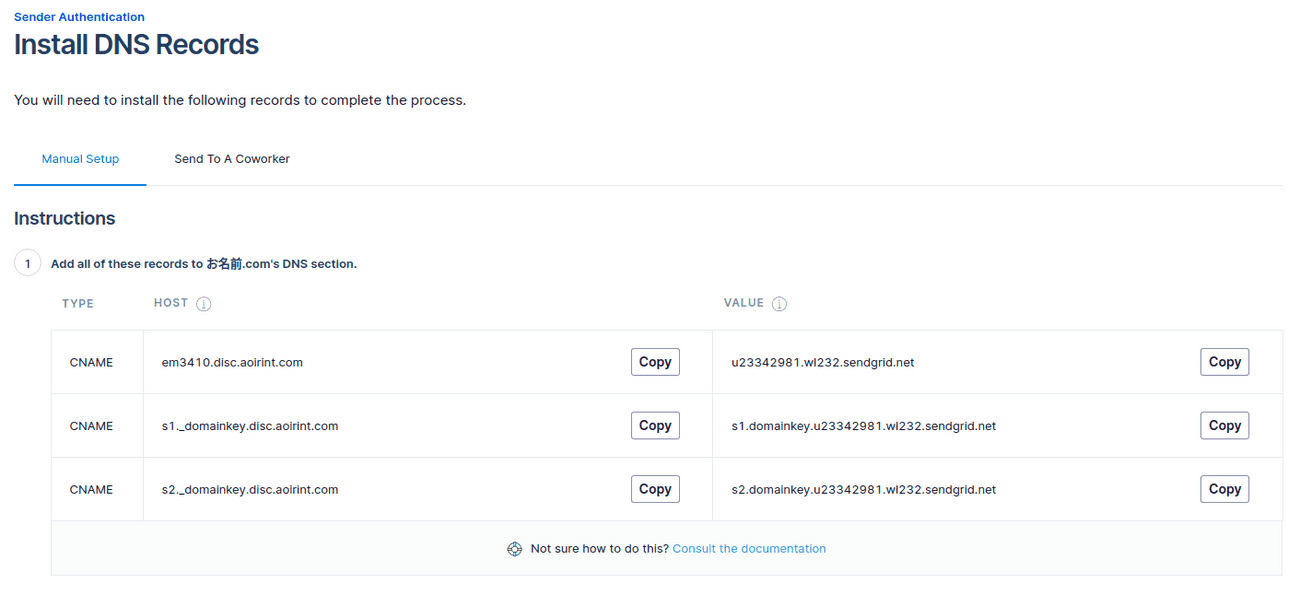 Sender Authentication
Install DNS Records
You will need to install the following records to complete the process.
Manual Setup Send To A Coworker
Instructions
1 Add all of these records to お名前.com's DNS section.
TYPE HOST VALUE
CNAME em3410.disc.aoirint.com Copy u23342981.wl232.sendgrid.net Copy
CNAME s1._domainkey.disc.aoirint.com Copy s1.domainkey.u23342981.wl232.sendgrid.net Copy
CNAME s2._domainkey.disc.aoirint.com Copy s2.domainkey.u23342981.wl232.sendgrid.net Copy
Not sure how to do this? Consult the documentation